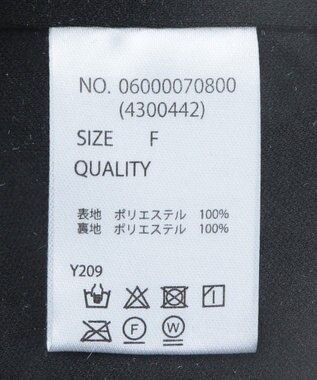 NO. 06000070800
(4300442)
SIZE F
QUALITY
表地 ポリエステル 100%
裏地 ポリエステル 100%
Y209
F W